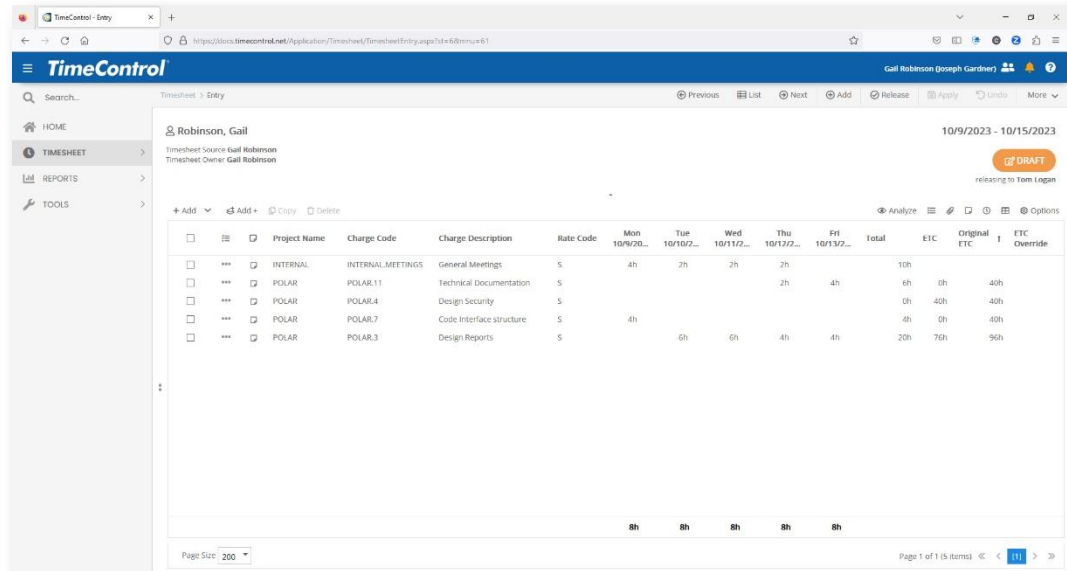 TimeControl - Entry
https://docs.timecontrol.net/Application/Timesheet/TimesheetEntry.aspx?st=6&mnu=61
TimeControl
Gail Robinson (Joseph Gardner)
Search...
Timesheet > Entry
Previous List Next Add Release Apply Undo More
HOME
TIMESHEET
REPORTS
TOOLS
Robinson, Gail
10/9/2023 - 10/15/2023
Timesheet Source Gail Robinson
Timesheet Owner Gail Robinson
DRAFT
releasing to Tom Logan
+ Add Add + Copy Delete
Analyze Options
Project Name Charge Code Charge Description Rate Code Mon 10/9/20... Tue 10/10/2... Wed 10/11/2... Thu 10/12/2... Fri 10/13/2... Total ETC Original ETC ETC Override
INTERNAL INTERNAL.MEETINGS General Meetings S 4h 2h 2h 2h 10h
POLAR POLAR.11 Technical Documentation S 2h 4h 6h 0h 40h
POLAR POLAR.4 Design Security S 0h 40h 40h
POLAR POLAR.7 Code Interface structure S 4h 4h 0h 40h
POLAR POLAR.3 Design Reports S 6h 6h 4h 4h 20h 76h 96h
8h 8h 8h 8h 8h
Page Size 200
Page 1 of 1 (5 items) [1]